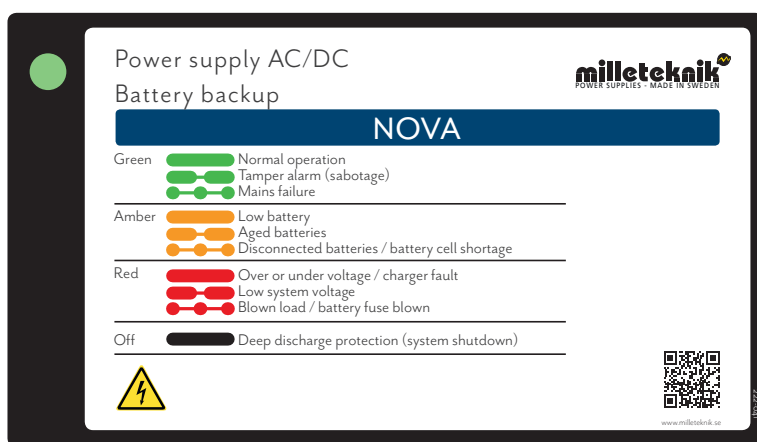 Power supply AC/DC
Battery backup
milleteknik
POWER SUPPLIES - MADE IN SWEDEN
NOVA
Green Normal operation
Tamper alarm (sabotage)
Mains failure
Amber Low battery
Aged batteries
Disconnected batteries / battery cell shortage
Red Over or under voltage / charger fault
Low system voltage
Blown load / battery fuse blown
Off Deep discharge protection (system shutdown)
www.milleteknik.se